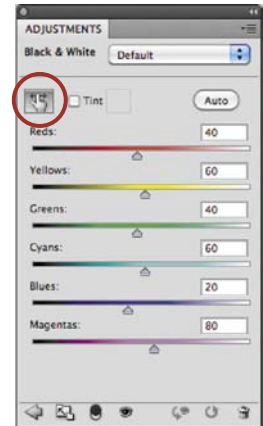 ADJUSTMENTS
Black & White Default
Tint Auto
Reds: 40
Yellows: 60
Greens: 40
Cyans: 60
Blues: 20
Magentas: 80